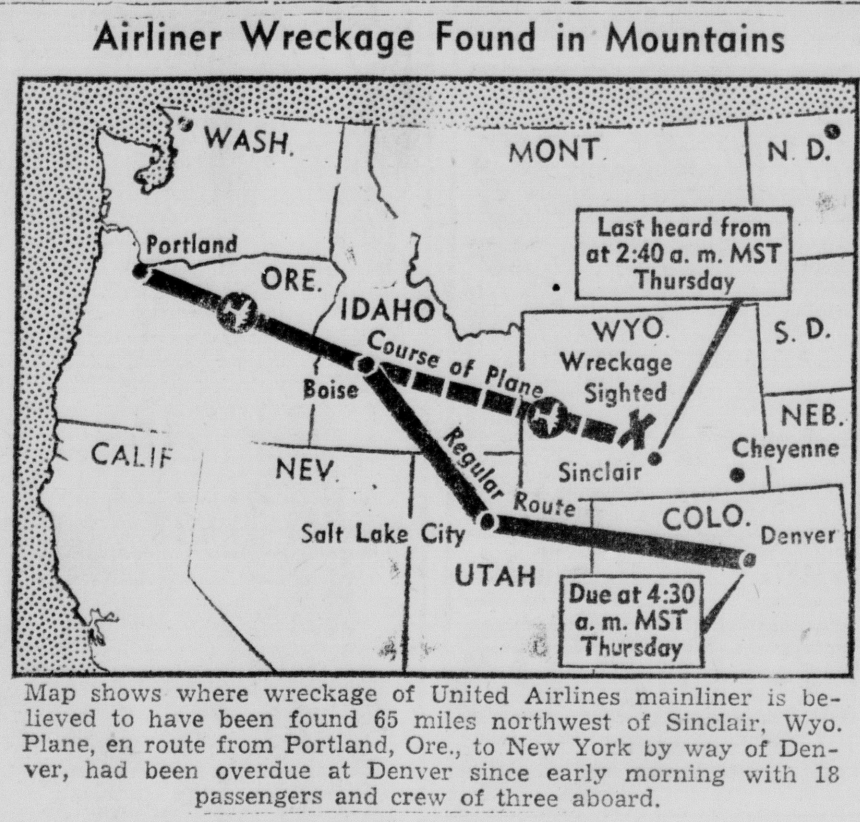 Airliner Wreckage Found in Mountains
WASH.
MONT.
N. D.
Portland
Last heard from
at 2:40 a. m. MST
Thursday
ORE.
IDAHO
WYO.
S. D.
Course of Plane
Wreckage
Sighted
Boise
NEB.
CALIF
NEV.
Regular Route
Sinclair
Cheyenne
Salt Lake City
COLO.
Denver
UTAH
Due at 4:30
a. m. MST
Thursday
Map shows where wreckage of United Airlines mainliner is be-
lieved to have been found 65 miles northwest of Sinclair, Wyo.
Plane, en route from Portland, Ore., to New York by way of Den-
ver, had been overdue at Denver since early morning with 18
passengers and crew of three aboard.